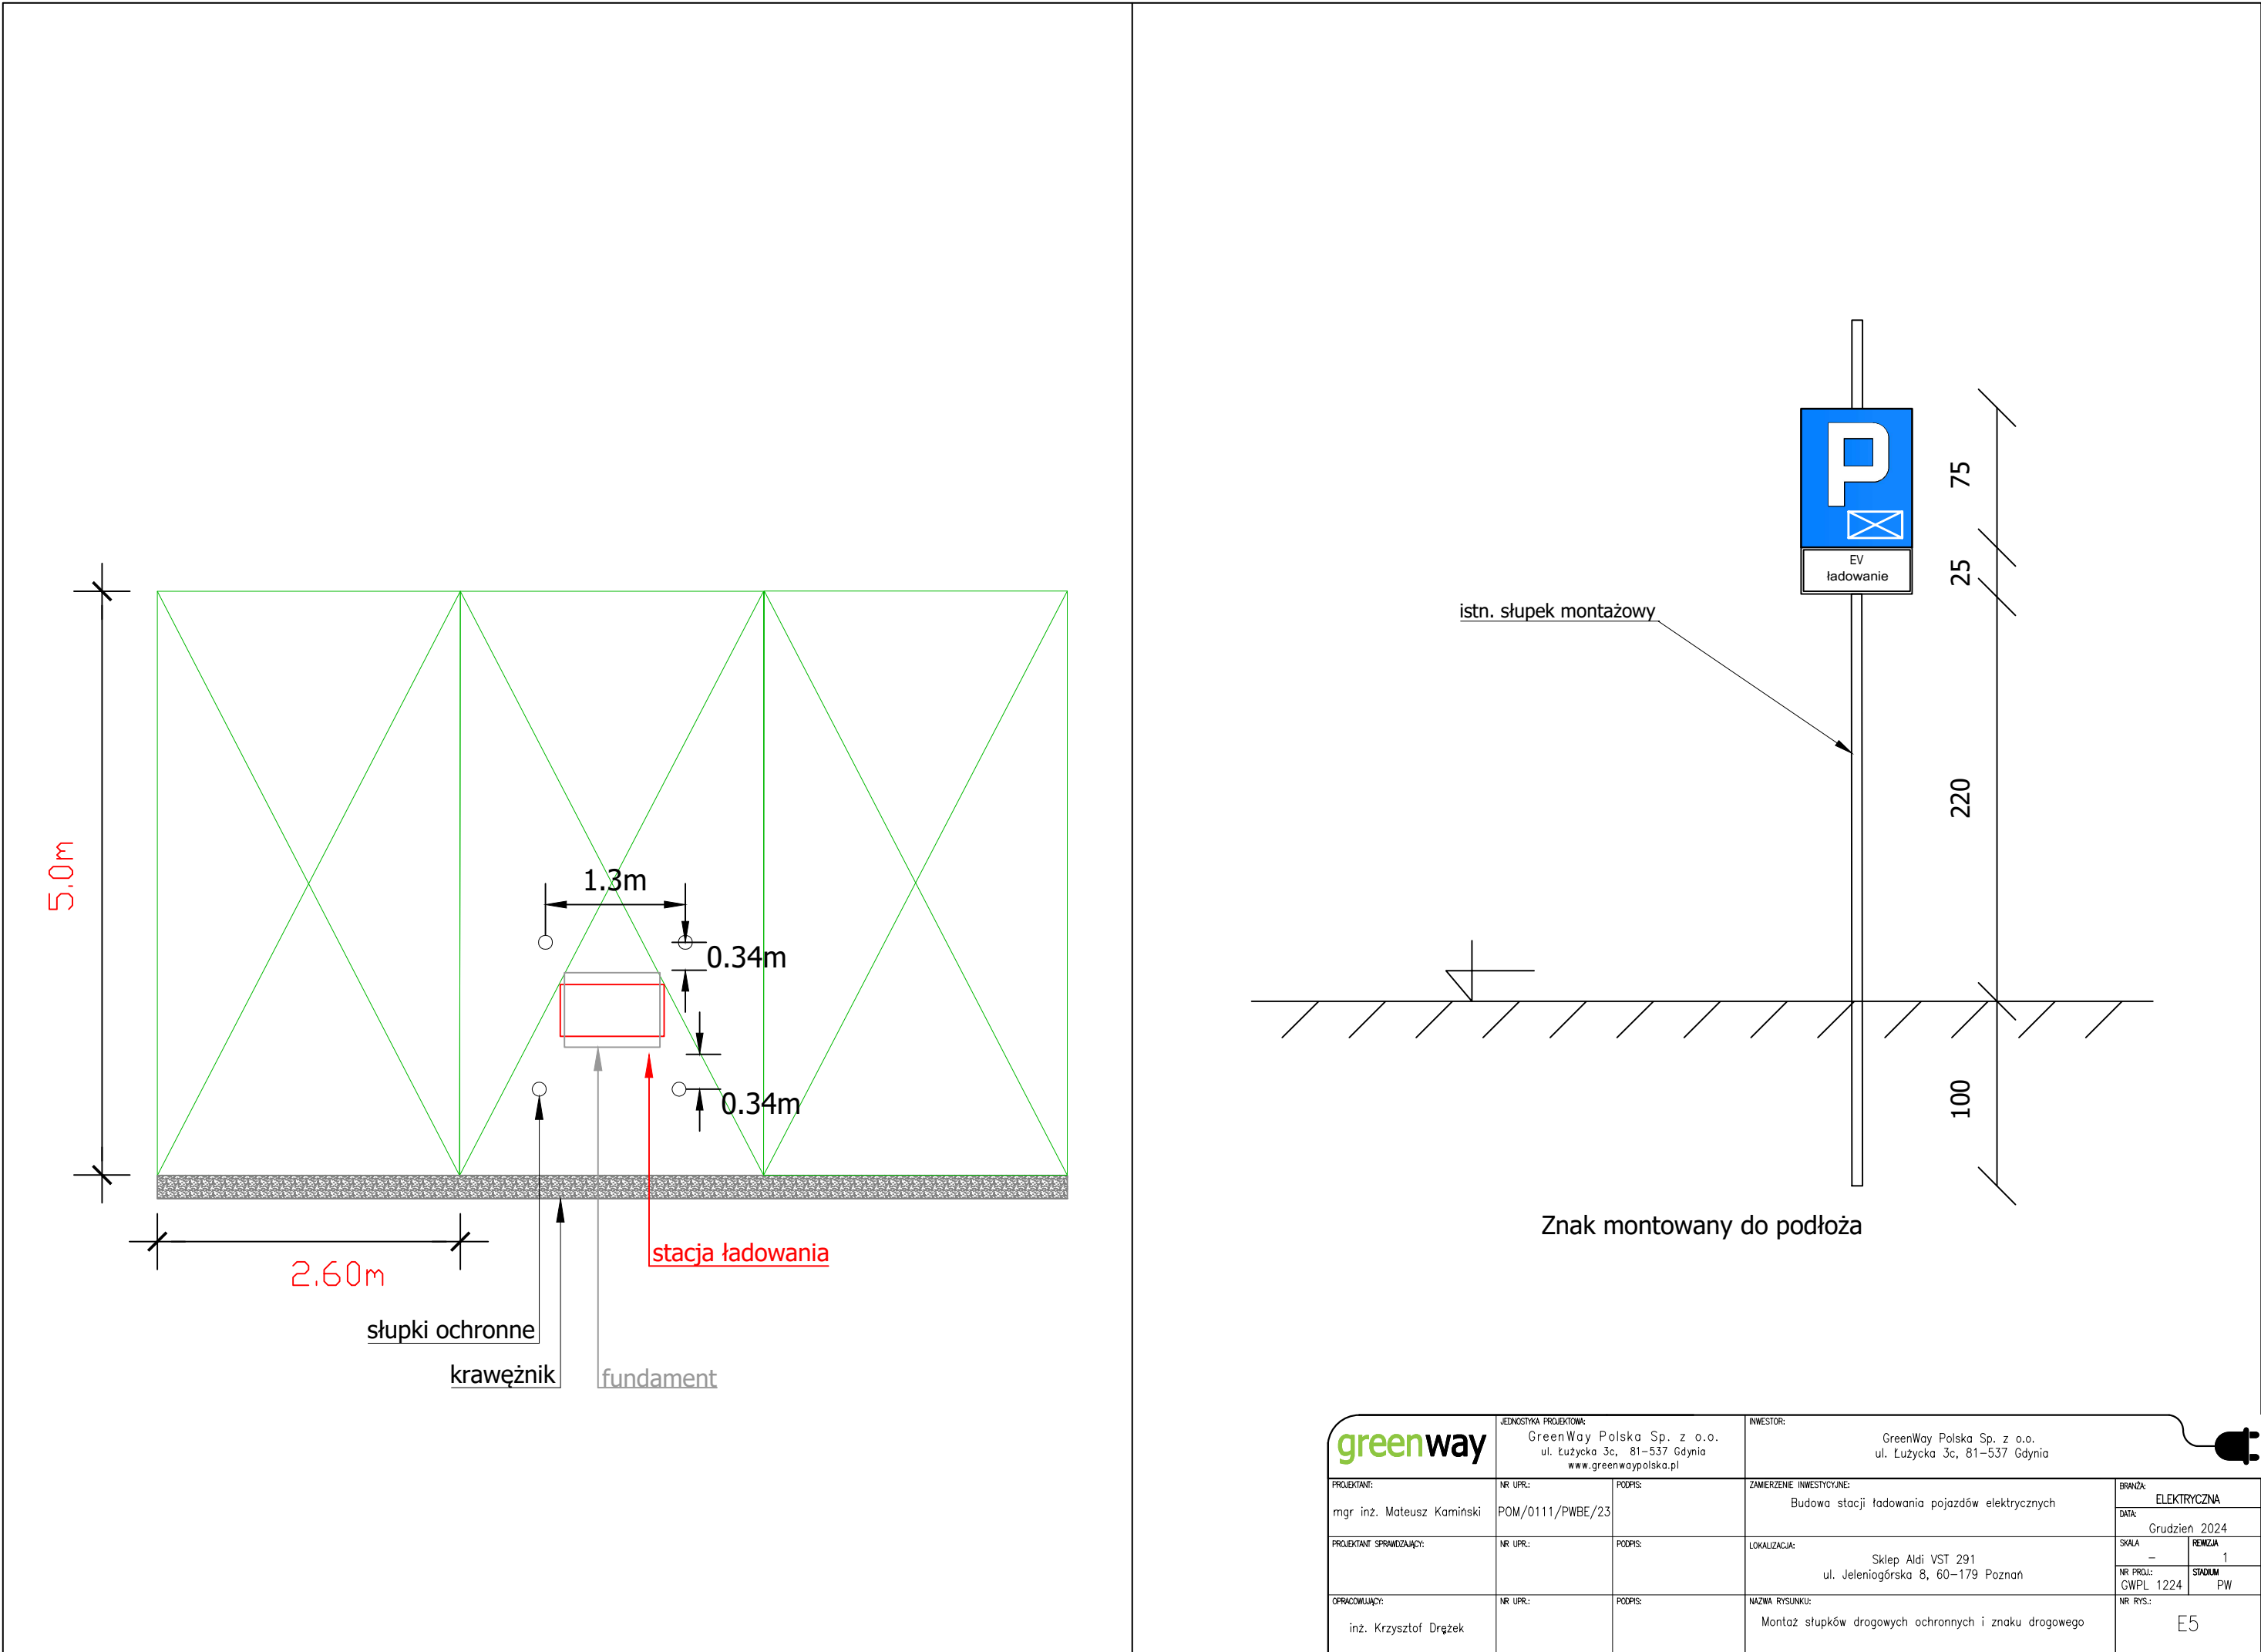 5.0m
1.3m
0.34m
0.34m
2.60m
stacja ładowania
słupki ochronne
krawężnik
fundament
P
EV
ładowanie
75
25
220
100
istn. słupek montażowy
Znak montowany do podłoża
greenway
JEDNOSTYKA PROJEKTOWA:
GreenWay Polska Sp. z o.o.
ul. Łużycka 3c, 81-537 Gdynia
www.greenwaypolska.pl
INWESTOR:
GreenWay Polska Sp. z o.o.
ul. Łużycka 3c, 81-537 Gdynia
PROJEKTANT:
mgr inż. Mateusz Kamiński
NR UPR.:
POM/0111/PWBE/23
PODPIS:
ZAMIERZENIE INWESTYCYJNE:
Budowa stacji ładowania pojazdów elektrycznych
BRANŻA:
ELEKTRYCZNA
DATA:
Grudzień 2024
PROJEKTANT SPRAWDZAJĄCY:
NR UPR.:
PODPIS:
LOKALIZACJA:
Sklep Aldi VST 291
ul. Jeleniogórska 8, 60-179 Poznań
SKALA
-
REWIZJA
1
NR PROJ.:
GWPL 1224
STADIUM
PW
OPRACOWUJĄCY:
inż. Krzysztof Drężek
NR UPR.:
PODPIS:
NAZWA RYSUNKU:
Montaż słupków drogowych ochronnych i znaku drogowego
NR RYS.:
E5